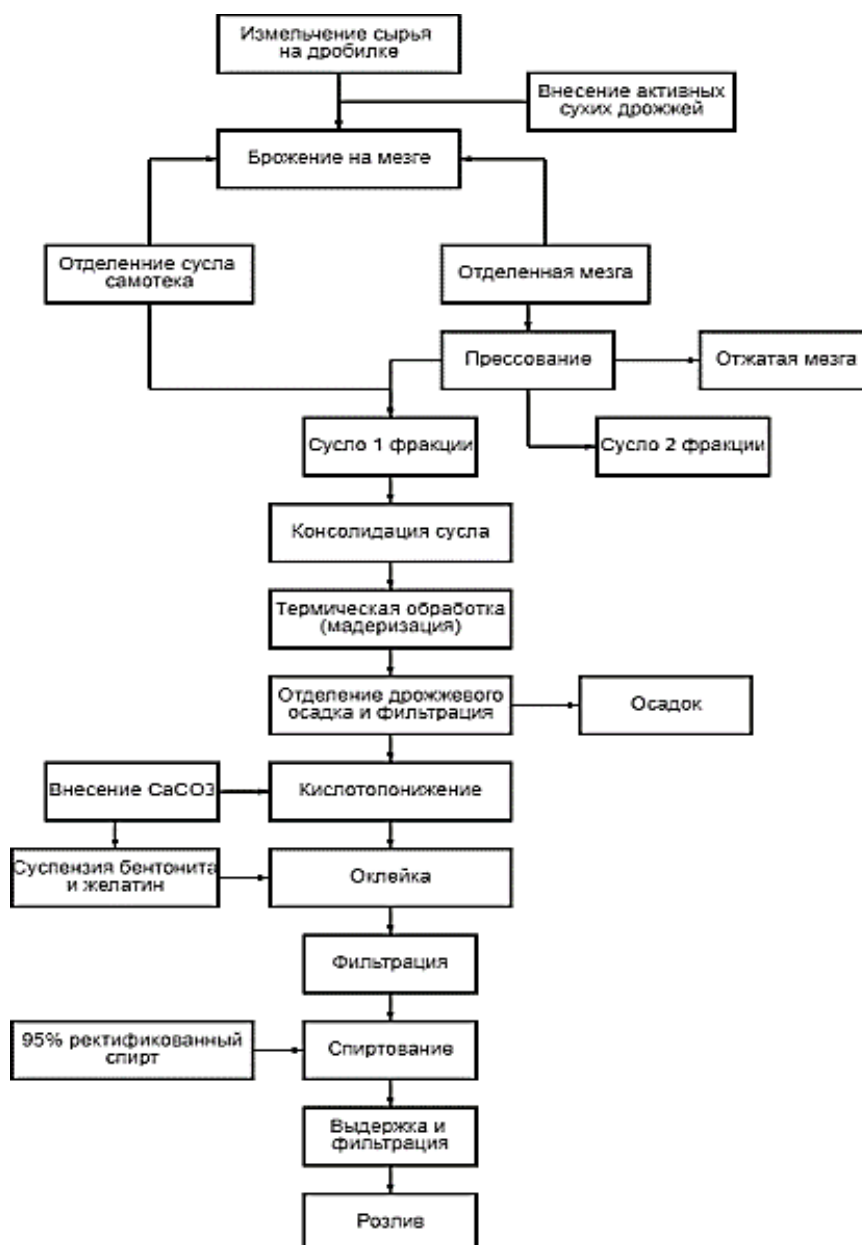 Измельчение сырья
на дробилке
Внесение активных
сухих дрожжей
Брожение на мезге
Отделенние сусла
самотека
Отделенная мезга
Прессование
Отжатая мезга
Сусло 1 фракции
Сусло 2 фракции
Консолидация сусла
Термическая обработка
(мадеризация)
Отделение дрожжевого
осадка и фильтрация
Осадок
Внесение CaCO3
Кислотопонижение
Суспензия бентонита
и желатин
Оклейка
Фильтрация
95% ректификованный
спирт
Спиртование
Выдержка и
фильтрация
Розлив